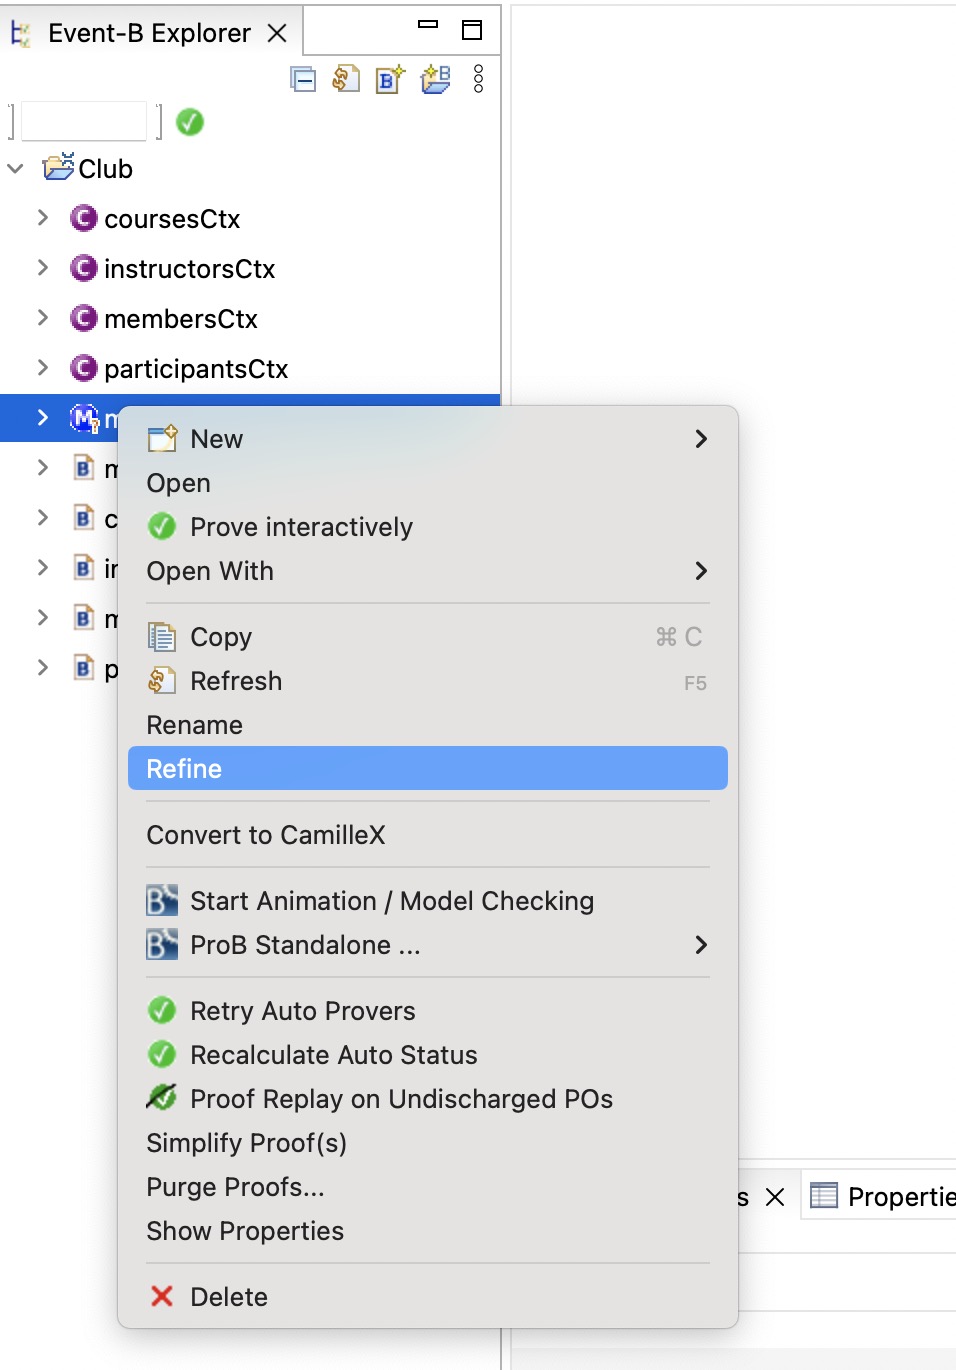 Event-B Explorer
Club
coursesCtx
instructorsCtx
membersCtx
participantsCtx
New
Open
Prove interactively
Open With
Copy ⌘ C
Refresh F5
Rename
Refine
Convert to CamilleX
Start Animation / Model Checking
ProB Standalone ...
Retry Auto Provers
Recalculate Auto Status
Proof Replay on Undischarged POs
Simplify Proof(s)
Purge Proofs...
Propertie
Show Properties
Delete